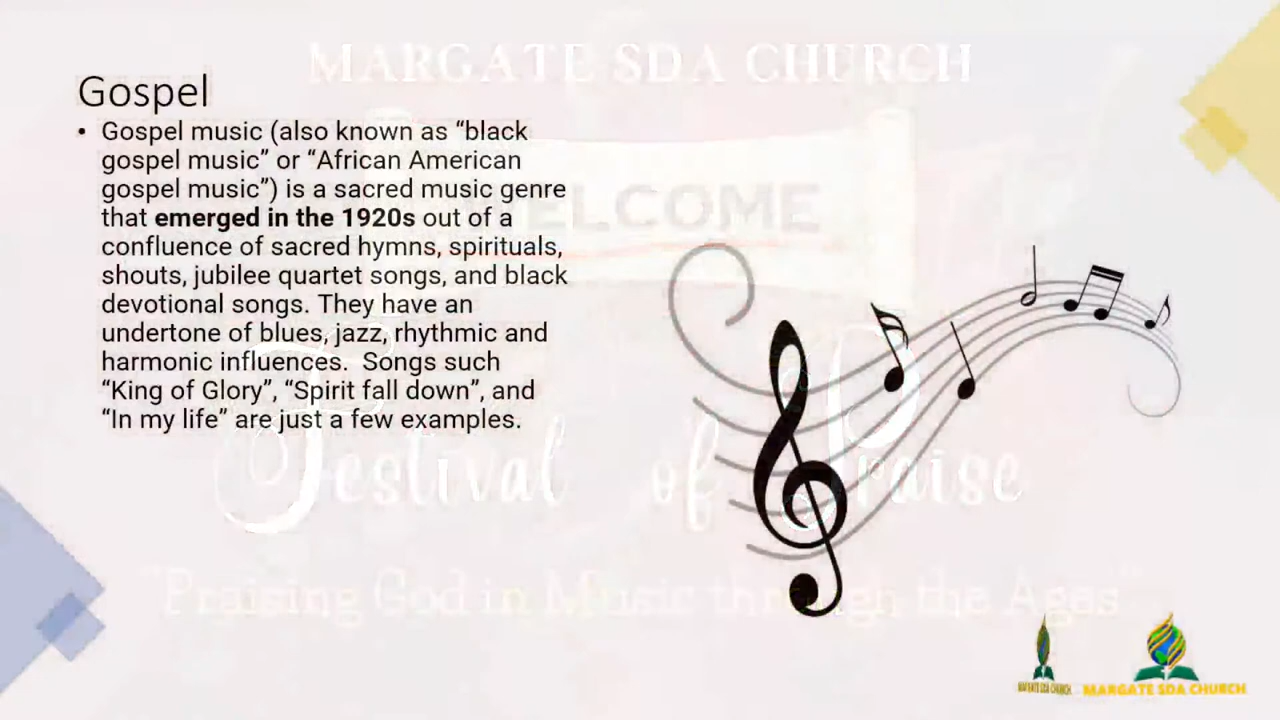 MARGATE SDA CHURCH
Gospel
• Gospel music (also known as “black
gospel music” or “African American
gospel music”) is a sacred music genre
that emerged in the 1920s out of a
confluence of sacred hymns, spirituals,
shouts, jubilee quartet songs, and black
devotional songs. They have an
undertone of blues, jazz, rhythmic and
harmonic influences.  Songs such
“King of Glory”, “Spirit fall down”, and
“In my life” are just a few examples.
WELCOME
Festival of Praise
"Praising God in Music through the Ages"
MARGATE SDA CHURCH
MARGATE SDA CHURCH